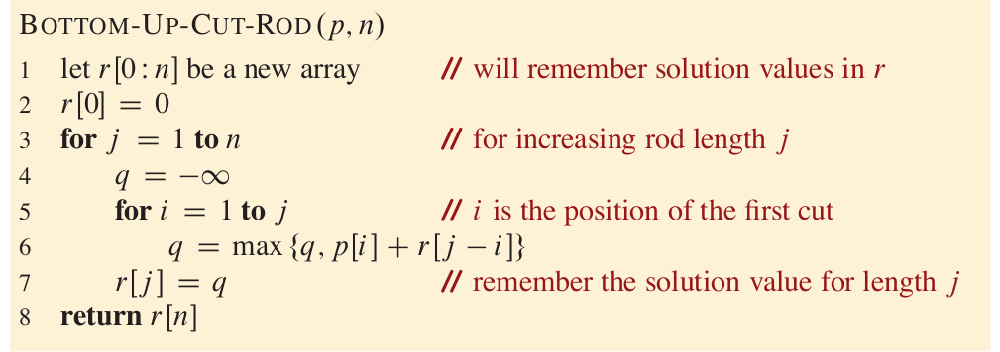 BOTTOM-UP-CUT-ROD(p, n)
1 let r[0:n] be a new array // will remember solution values in r
2 r[0] = 0
3 for j = 1 to n // for increasing rod length j
4 q = −∞
5 for i = 1 to j // i is the position of the first cut
6 q = max {q, p[i] + r[j − i]}
7 r[j] = q // remember the solution value for length j
8 return r[n]